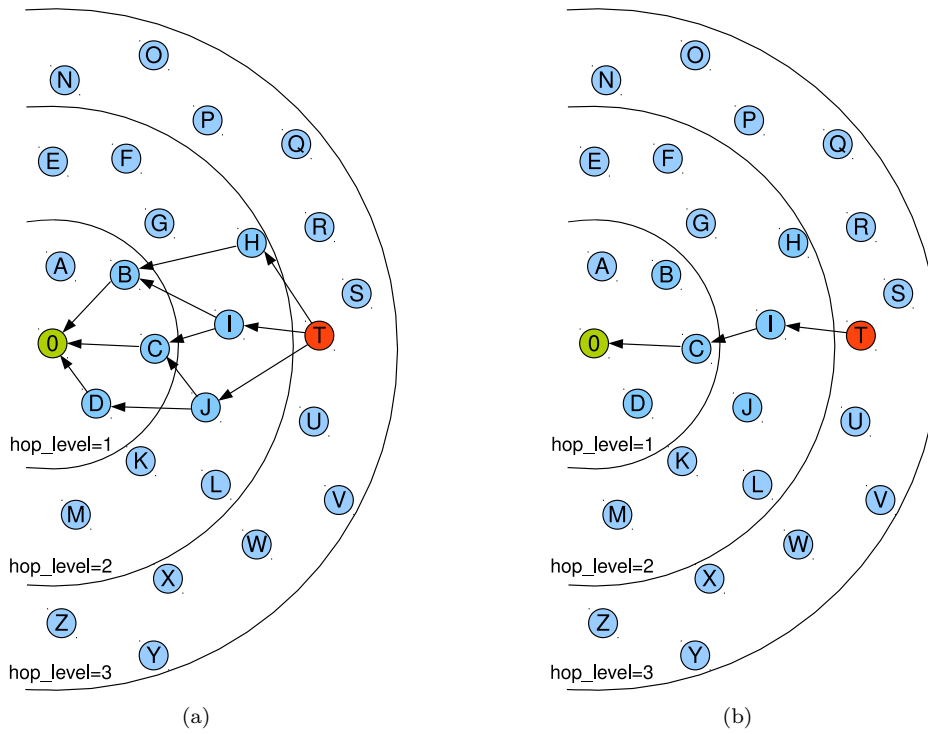 O
N
P
Q
E
F
G
R
H
A
B
S
I
T
0
C
D
J
U
hop_level=1
K
L
V
M
W
hop_level=2
X
Z
Y
hop_level=3
(a)
O
N
P
Q
E
F
G
R
H
A
B
S
I
T
0
C
D
J
U
hop_level=1
K
L
V
M
W
hop_level=2
X
Z
Y
hop_level=3
(b)